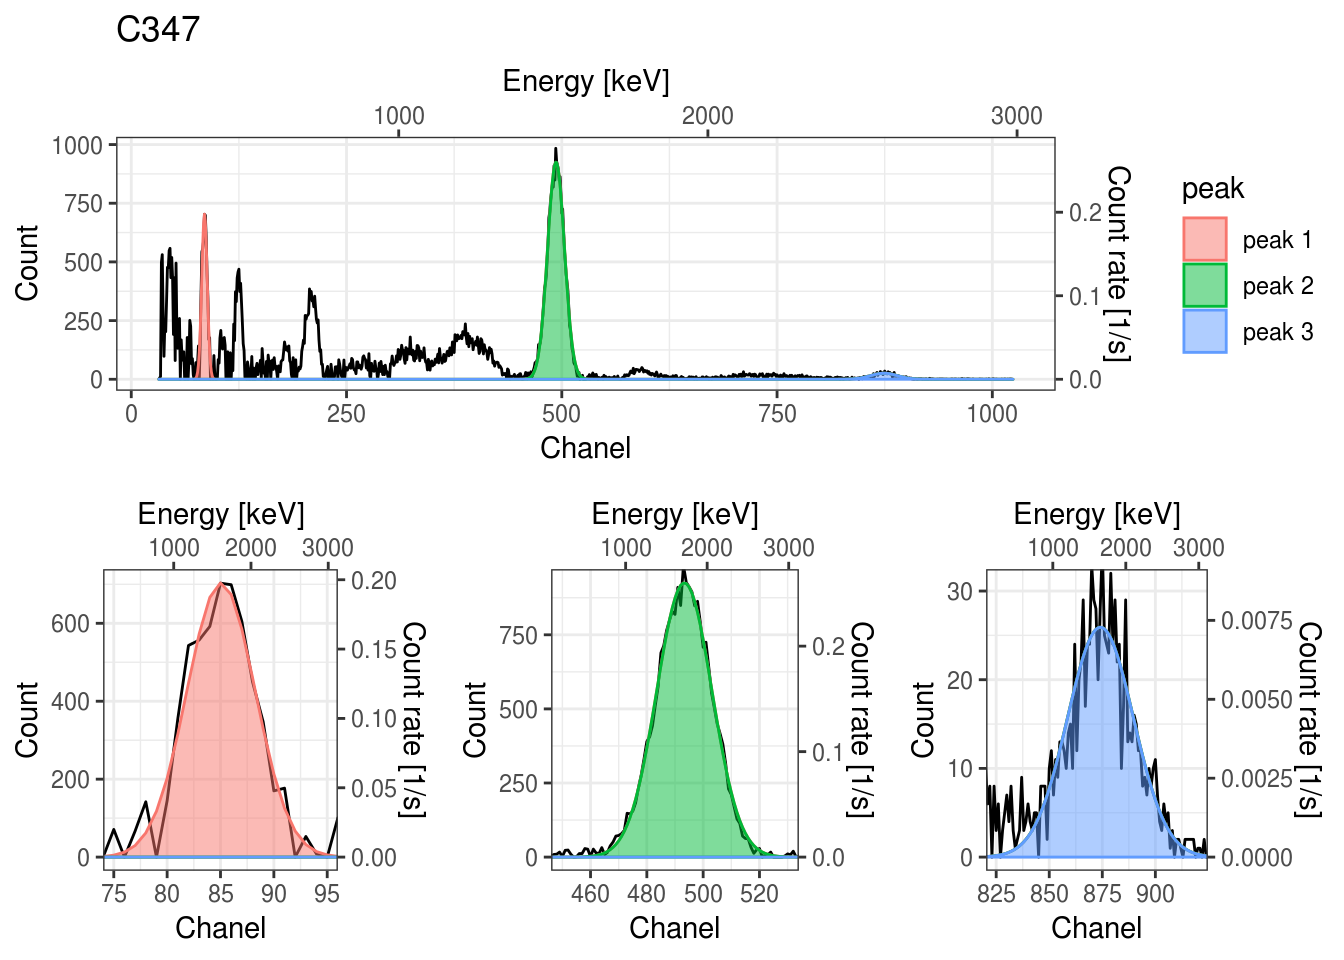 C347
Energy [keV]
1000 2000 3000
1000
750
500
250
0
Count
0.2
0.1
0.0
Count rate [1/s]
0 250 500 750 1000
Chanel
peak
peak 1
peak 2
peak 3
Energy [keV]
1000 2000 3000
600
400
200
0
Count
0.20
0.15
0.10
0.05
0.00
Count rate [1/s]
75 80 85 90 95
Chanel
Energy [keV]
1000 2000 3000
750
500
250
0
Count
0.2
0.1
0.0
Count rate [1/s]
460 480 500 520
Chanel
Energy [keV]
1000 2000 3000
30
20
10
0
Count
0.0075
0.0050
0.0025
0.0000
Count rate [1/s]
825 850 875 900
Chanel